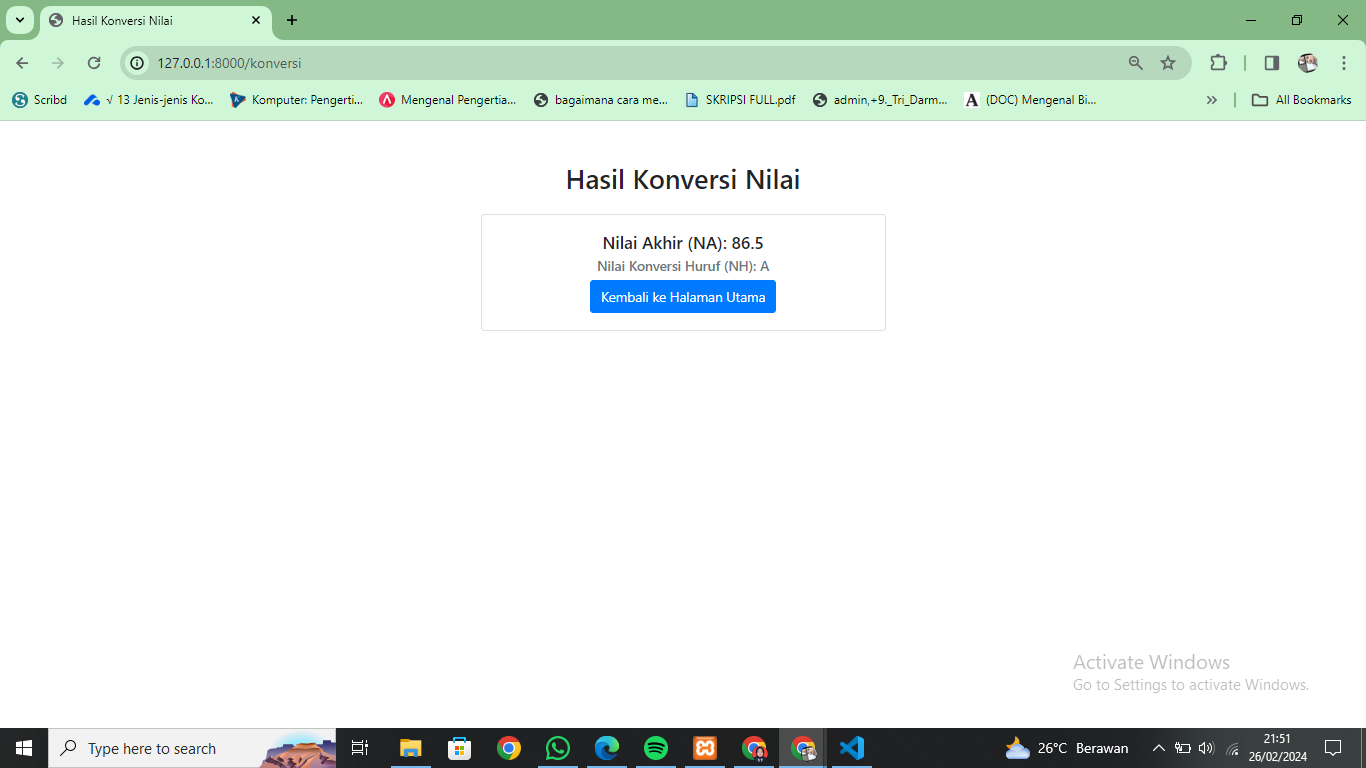 Hasil Konversi Nilai
127.0.0.1:8000/konversi
Scribd
√ 13 Jenis-jenis Ko...
Komputer: Pengerti...
Mengenal Pengertia...
bagaimana cara me...
SKRIPSI FULL.pdf
admin,+9._Tri_Darm...
A
(DOC) Mengenal Bi...
All Bookmarks
Hasil Konversi Nilai
Nilai Akhir (NA): 86.5
Nilai Konversi Huruf (NH): A
Kembali ke Halaman Utama
Activate Windows
Go to Settings to activate Windows.
Type here to search
26°C Berawan
21:51
26/02/2024